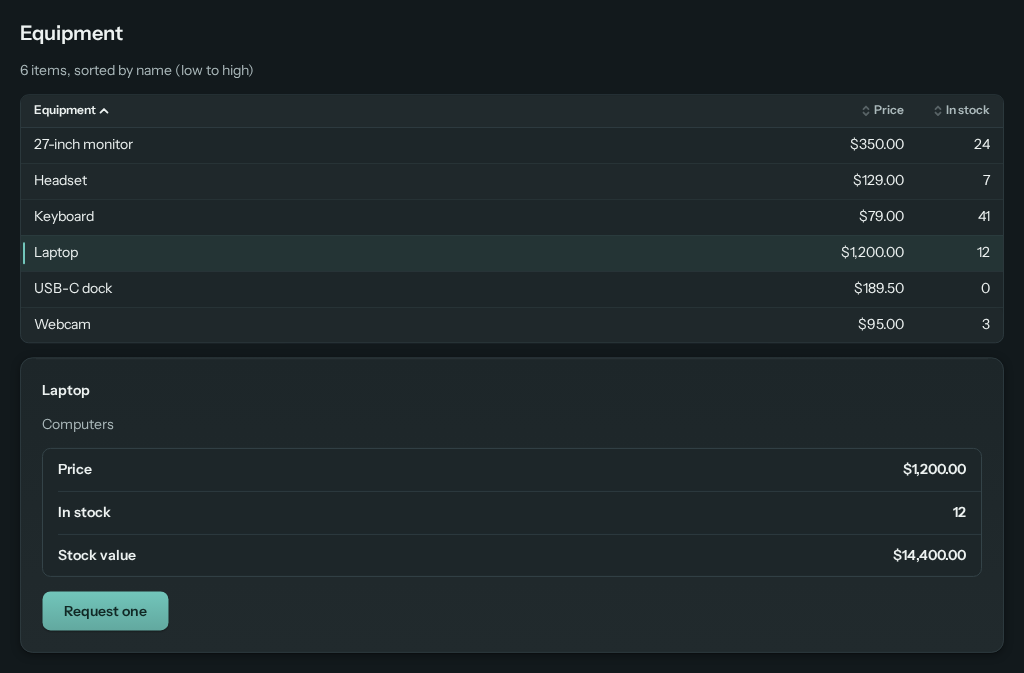 Equipment
6 items, sorted by name (low to high)
Equipment Price In stock
27-inch monitor $350.00 24
Headset $129.00 7
Keyboard $79.00 41
Laptop $1,200.00 12
USB-C dock $189.50 0
Webcam $95.00 3
Laptop
Computers
Price $1,200.00
In stock 12
Stock value $14,400.00
Request one